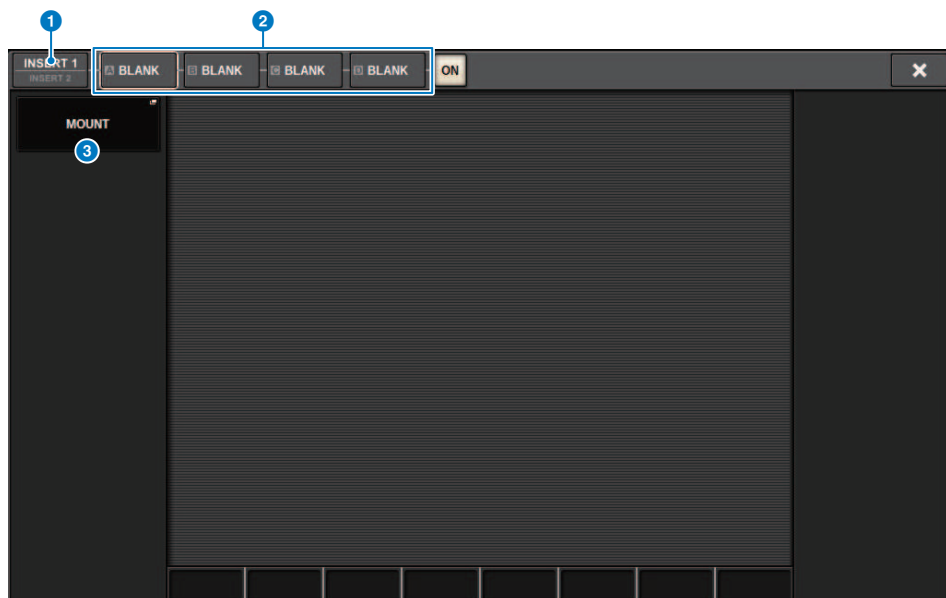 1
2
INSERT 1
INSERT 2
A BLANK
B BLANK
C BLANK
D BLANK
ON
MOUNT
3